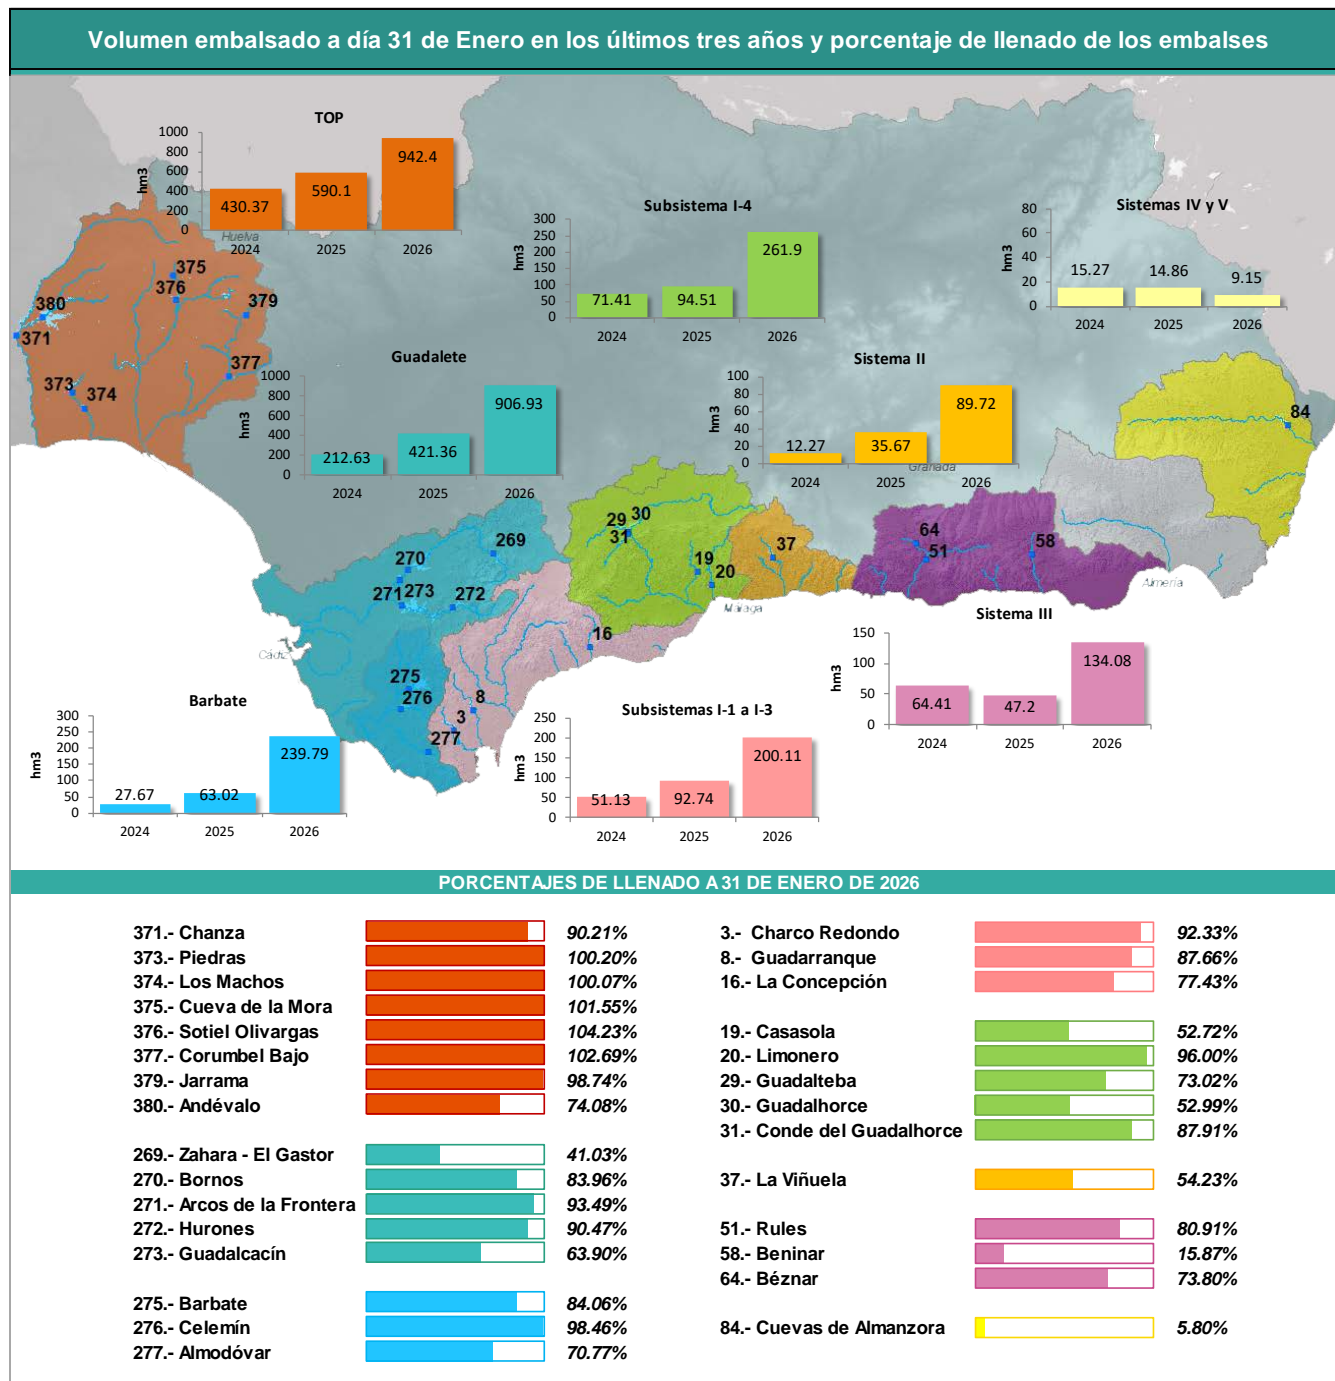 Volumen embalsado a día 31 de Enero en los últimos tres años y porcentaje de llenado de los embalses
TOP
hm3
1000
800
600
400
200
0
430.37
590.1
942.4
2024
2025
2026
Huelva
Subsistema I-4
hm3
300
250
200
150
100
50
0
71.41
94.51
261.9
2024
2025
2026
Sistemas IV y V
hm3
80
60
40
20
0
15.27
14.86
9.15
2024
2025
2026
375
376
379
380
371
377
373
374
Guadalete
hm3
1000
800
600
400
200
0
212.63
421.36
906.93
2024
2025
2026
Sistema II
hm3
100
80
60
40
20
0
12.27
35.67
89.72
2024
2025
2026
Granada
84
29
30
31
19
20
37
64
51
58
269
270
271
273
272
16
Málaga
Almería
Cádiz
275
276
277
3
8
Sistema III
hm3
150
100
50
0
64.41
47.2
134.08
2024
2025
2026
Barbate
hm3
300
250
200
150
100
50
0
27.67
63.02
239.79
2024
2025
2026
Subsistemas I-1 a I-3
hm3
250
200
150
100
50
0
51.13
92.74
200.11
2024
2025
2026
PORCENTAJES DE LLENADO A 31 DE ENERO DE 2026
371.- Chanza 90.21%
373.- Piedras 100.20%
374.- Los Machos 100.07%
375.- Cueva de la Mora 101.55%
376.- Sotiel Olivargas 104.23%
377.- Corumbel Bajo 102.69%
379.- Jarrama 98.74%
380.- Andévalo 74.08%
269.- Zahara - El Gastor 41.03%
270.- Bornos 83.96%
271.- Arcos de la Frontera 93.49%
272.- Hurones 90.47%
273.- Guadalcacín 63.90%
275.- Barbate 84.06%
276.- Celemín 98.46%
277.- Almodóvar 70.77%
3.- Charco Redondo 92.33%
8.- Guadarranque 87.66%
16.- La Concepción 77.43%
19.- Casasola 52.72%
20.- Limonero 96.00%
29.- Guadalteba 73.02%
30.- Guadalhorce 52.99%
31.- Conde del Guadalhorce 87.91%
37.- La Viñuela 54.23%
51.- Rules 80.91%
58.- Beninar 15.87%
64.- Béznar 73.80%
84.- Cuevas de Almanzora 5.80%